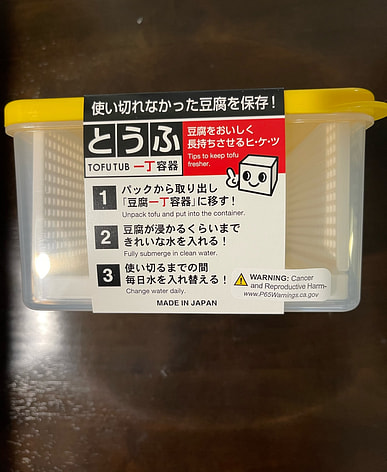 使い切れなかった豆腐を保存！
とうふ
TOFU TUB 一丁容器
豆腐をおいしく
長持ちさせるヒ・ケ・ツ
Tips to keep tofu
fresher.
1 パックから取り出し
「豆腐一丁容器」に移す！
Unpack tofu and put into the container.
2 豆腐が浸かるくらいまで
きれいな水を入れる！
Fully submerge in clean water.
3 使い切るまでの間
毎日水を入れ替える！
Change water daily.
MADE IN JAPAN
WARNING: Cancer
and Reproductive Harm-
www.P65Warnings.ca.gov